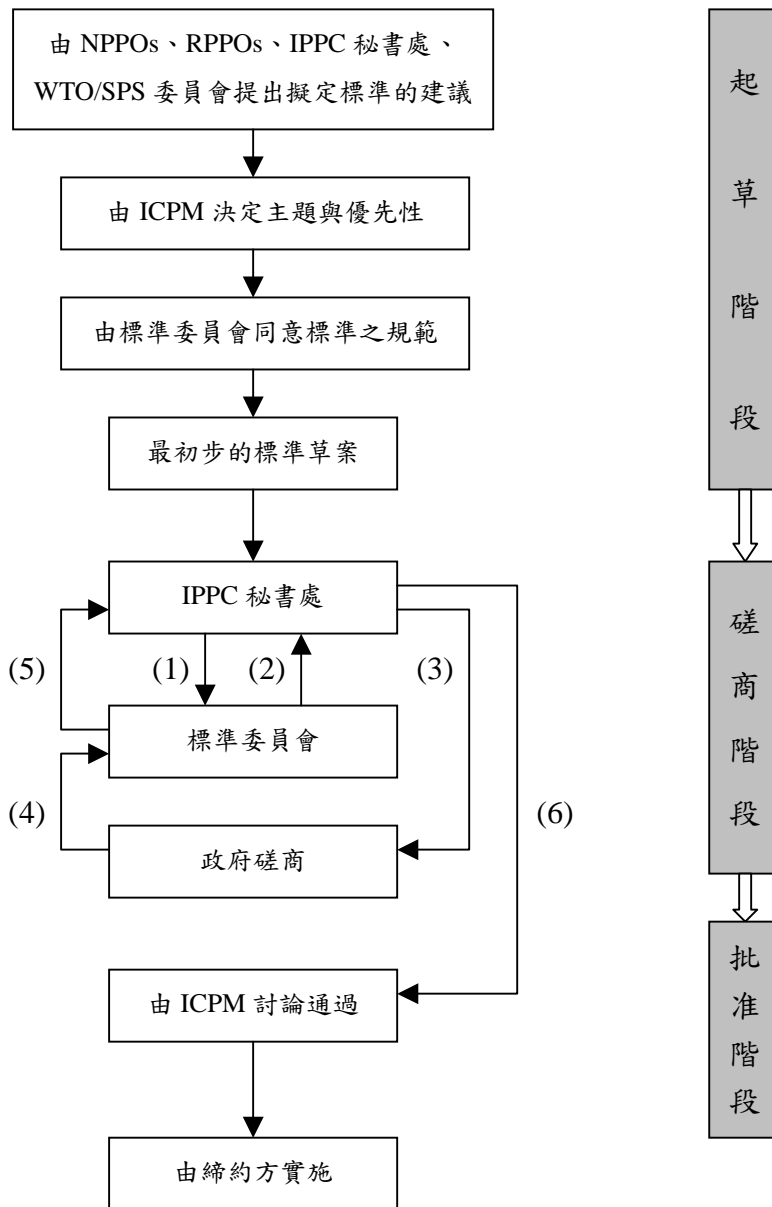 由 NPPOs、RPPOs、IPPC 秘書處、
WTO/SPS 委員會提出擬定標準的建議
由 ICPM 決定主題與優先性
由標準委員會同意標準之規範
最初步的標準草案
IPPC 秘書處
(5)
(1)
(2)
(3)
標準委員會
(4)
(6)
政府磋商
由 ICPM 討論通過
由締約方實施
起草階段
磋商階段
批准階段